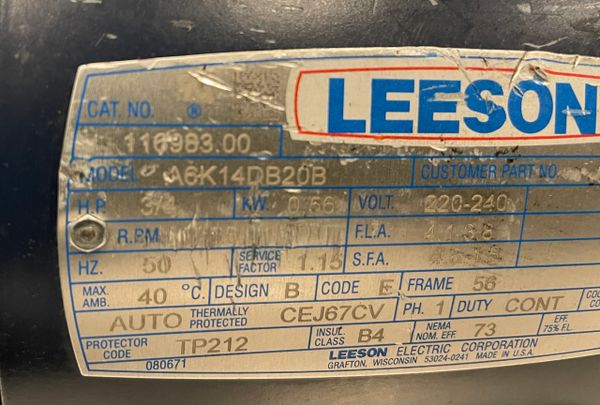 LEESON
CAT. NO. ®
116983.00
MODEL A6K14DB20B CUSTOMER PART NO.
H.P. 3/4 KW. 0.56 VOLT. 220-240
R.P.M. F.L.A.
HZ. 50 SERVICE FACTOR 1.15 S.F.A.
MAX. AMB. 40 °C. DESIGN B CODE E FRAME 56
AUTO THERMALLY PROTECTED CEJ67CV PH. 1 DUTY CONT
PROTECTOR CODE TP212 INSUL. CLASS B4 NEMA NOM. EFF. 73 EFF. 75% F.L.
LEESON ELECTRIC CORPORATION
080671 GRAFTON, WISCONSIN 53024-0241 MADE IN U.S.A.